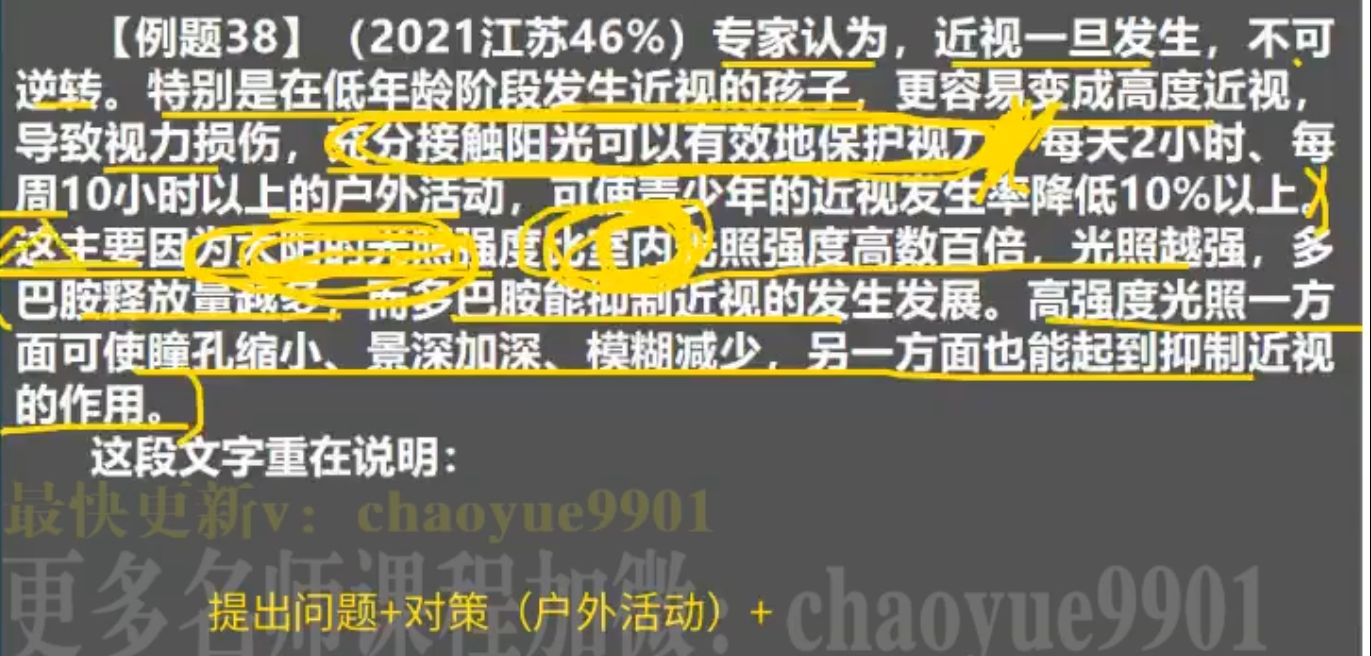 【例题38】（2021江苏46%）专家认为，近视一旦发生，不可
逆转。特别是在低年龄阶段发生近视的孩子，更容易变成高度近视，
导致视力损伤，充分接触阳光可以有效地保护视力，每天2小时、每
周10小时以上的户外活动，可使青少年的近视发生率降低10%以上。
这主要因为太阳的光照强度比室内光照强度高数百倍，光照越强，多
巴胺释放量越多，而多巴胺能抑制近视的发生发展。高强度光照一方
面可使瞳孔缩小、景深加深、模糊减少，另一方面也能起到抑制近视
的作用。
这段文字重在说明：
最快更新v：chaoyue9901
更多名师课程加微：chaoyue9901
提出问题+对策（户外活动）+